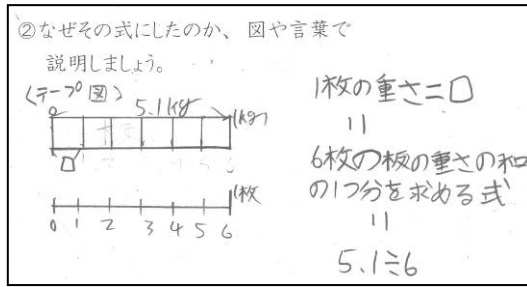 ②なぜその式にしたのか、図や言葉で
説明しましょう。
〈テープ図〉
0 5.1kg (kg)
□
(枚
0 1 2 3 4 5 6
1枚の重さ=□
||
6枚の板の重さの和
の1つ分を求める式
||
5.1÷6